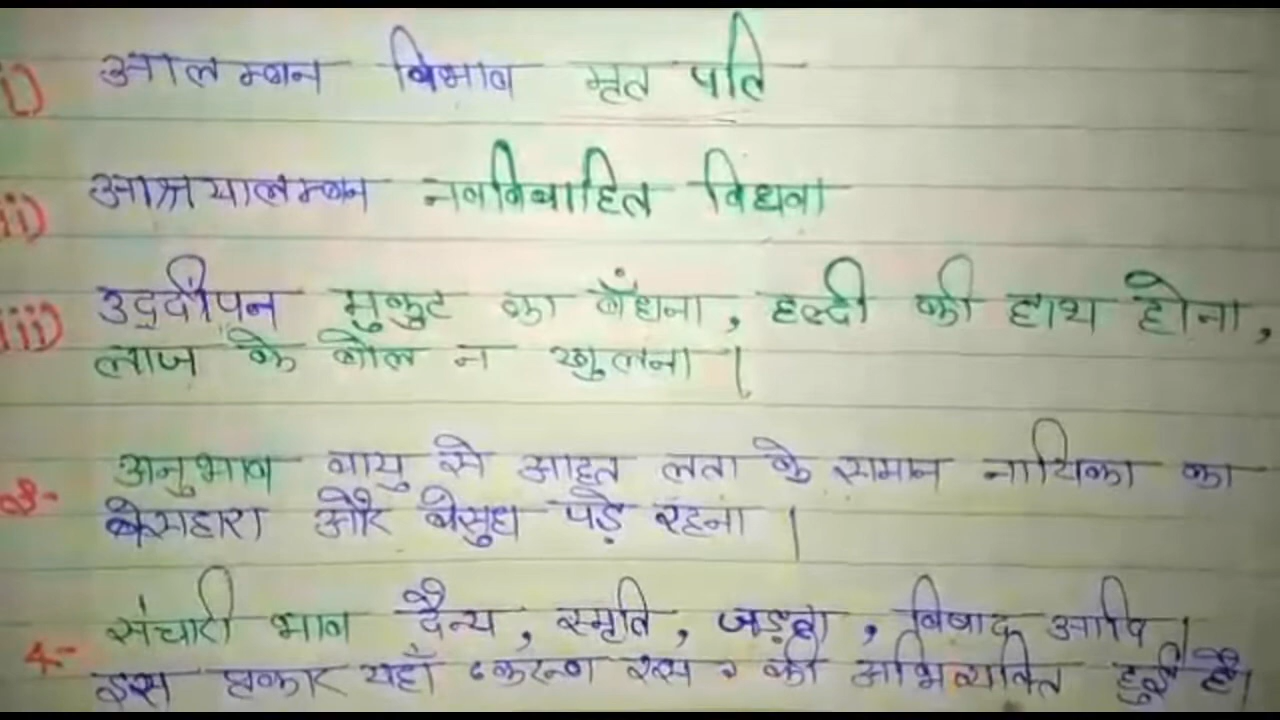 i) आलम्बन विभाव मृत पति
ii) आश्रयालम्बन नवविवाहित विधवा
iii) उद्दीपन मुकुट का बँधना, हल्दी की हाथ होना,
लाज के बोल न खुलना।
3- अनुभाव वायु से आहत लता के समान नायिका का
बेसहारा और बेसुध पड़े रहना।
4- संचारी भाव दैन्य, स्मृति, जड़ता, विषाद आदि।
इस प्रकार यहाँ 'करुण रस' की अभिव्यक्ति हुई है।